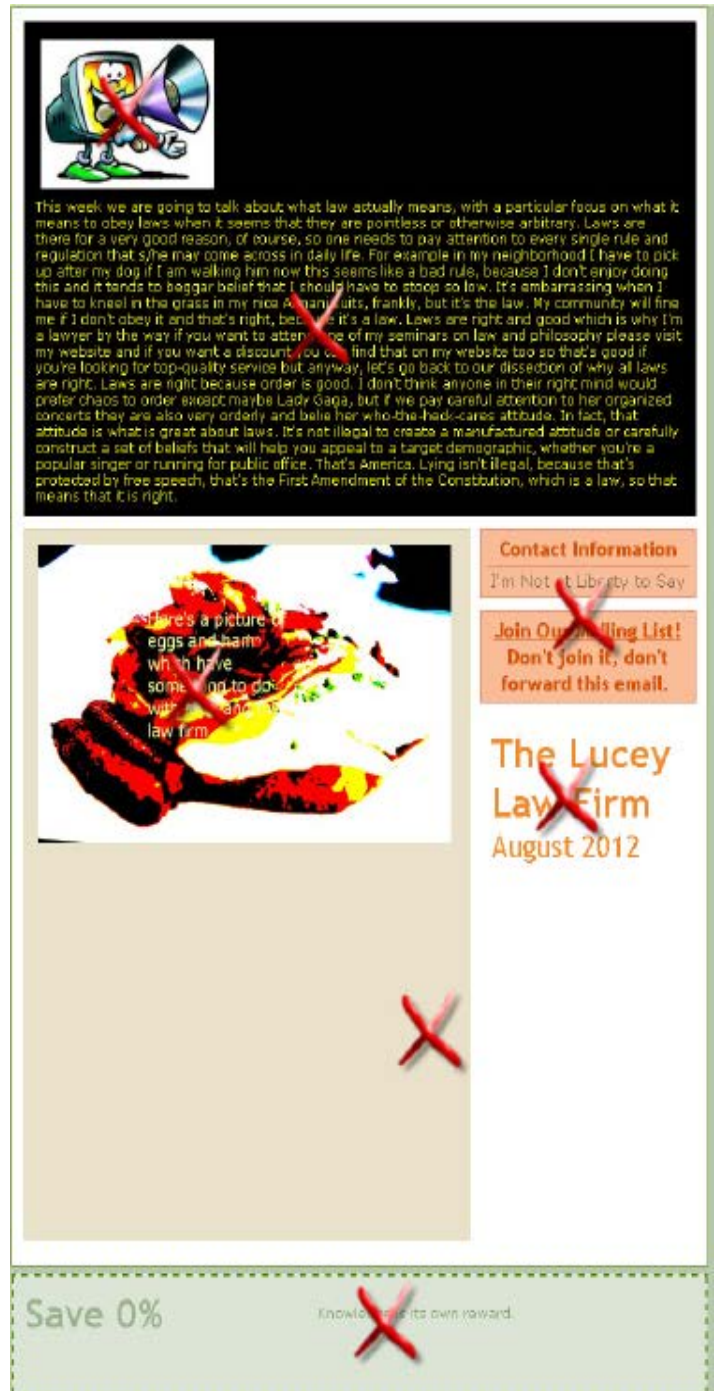 This week we are going to talk about what law actually means, with a particular focus on what it
means to obey laws when it seems that they are pointless or otherwise arbitrary. Laws are
there for a very good reason, of course, so one needs to pay attention to every single rule and
regulation that s/he may come across in daily life. For example in my neighborhood I have to pick
up after my dog if I am walking him now this seems like a bad rule, because I don't enjoy doing
this and it tends to beggar belief that I should have to stoop so low. It's embarrassing when I
have to kneel in the grass in my nice suits, frankly, but it's the law. My community will fine
me if I don't obey it and that's right, it's a law. Laws are right and good which is why I'm
a lawyer by the way if you want to of my seminars on law and philosophy please visit
my website and if you want a discount you can find that on my website too so that's good if
you're looking for top-quality service but anyway, let's go back to our dissection of why all laws
are right. Laws are right because order is good. I don't think anyone in their right mind would
prefer chaos to order except maybe Lady Gaga, but if we pay careful attention to her organized
concerts they are also very orderly and belie her who-the-heck-cares attitude. In fact, that
attitude is what is great about laws. It's not illegal to create a manufactured attitude or carefully
construct a set of beliefs that will help you appeal to a target demographic, whether you're a
popular singer or running for public office. That's America. Lying isn't illegal, because that's
protected by free speech, that's the First Amendment of the Constitution, which is a law, so that
means that it is right.
Here's a picture of
eggs and ham
which have
to do
with
law firm
Contact Information
I'm Not at Liberty to Say
Join Our Mailing List!
Don't join it, don't
forward this email.
The Lucey
Law Firm
August 2012
Save 0%
Knowledge is its own reward.